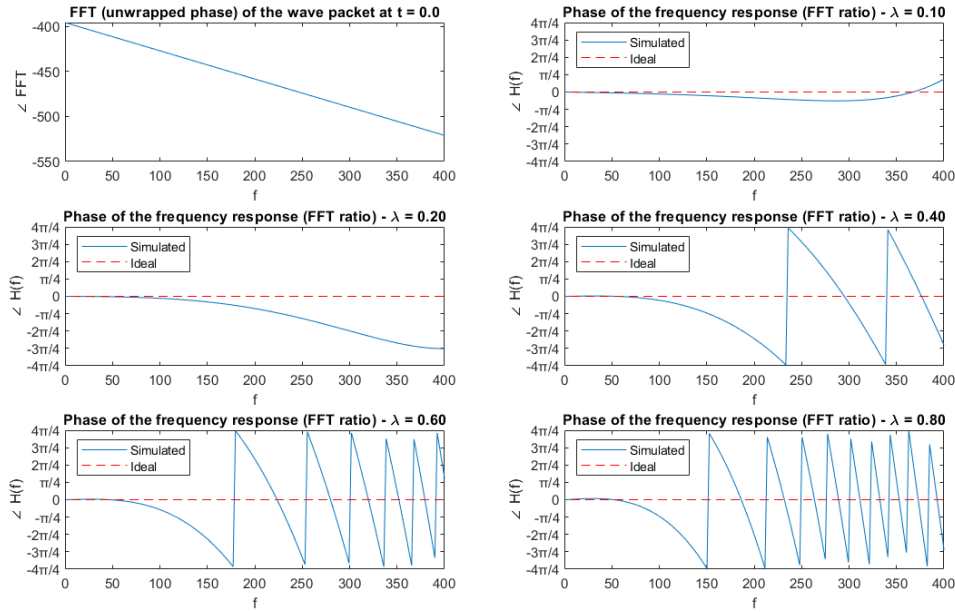 FFT (unwrapped phase) of the wave packet at t = 0.0
-400
-450
-500
-550
∠ FFT
0 50 100 150 200 250 300 350 400
f
Phase of the frequency response (FFT ratio) - λ = 0.10
4π/4
3π/4
2π/4
π/4
0
-π/4
-2π/4
-3π/4
4π/4
∠ H(f)
Simulated
Ideal
0 50 100 150 200 250 300 350 400
f
Phase of the frequency response (FFT ratio) - λ = 0.20
4π/4
3π/4
2π/4
π/4
0
-π/4
-2π/4
-3π/4
-4π/4
∠ H(f)
Simulated
Ideal
0 50 100 150 200 250 300 350 400
f
Phase of the frequency response (FFT ratio) - λ = 0.40
4π/4
3π/4
2π/4
π/4
0
-π/4
-2π/4
-3π/4
-4π/4
∠ H(f)
Simulated
Ideal
0 50 100 150 200 250 300 350 400
f
Phase of the frequency response (FFT ratio) - λ = 0.60
4π/4
3π/4
2π/4
π/4
0
-π/4
-2π/4
-3π/4
-4π/4
∠ H(f)
Simulated
Ideal
0 50 100 150 200 250 300 350 400
f
Phase of the frequency response (FFT ratio) - λ = 0.80
4π/4
3π/4
2π/4
π/4
0
-π/4
-2π/4
-3π/4
-4π/4
∠ H(f)
Simulated
Ideal
0 50 100 150 200 250 300 350 400
f